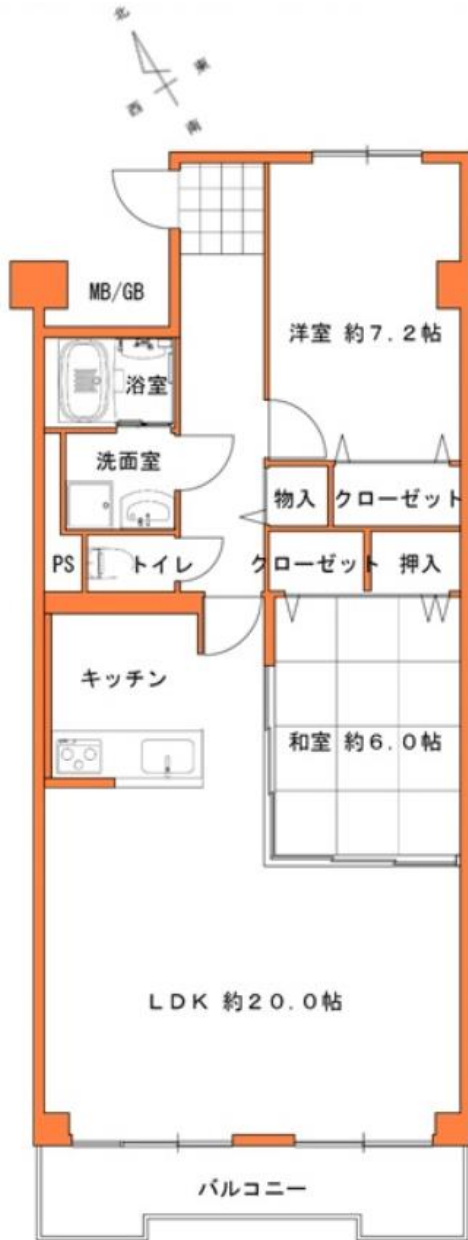 北
東
西
南
MB/GB
洋室 約7.2帖
浴室
洗面室
物入
クローゼット
PS
トイレ
クローゼット
押入
キッチン
和室 約6.0帖
LDK 約20.0帖
バルコニー